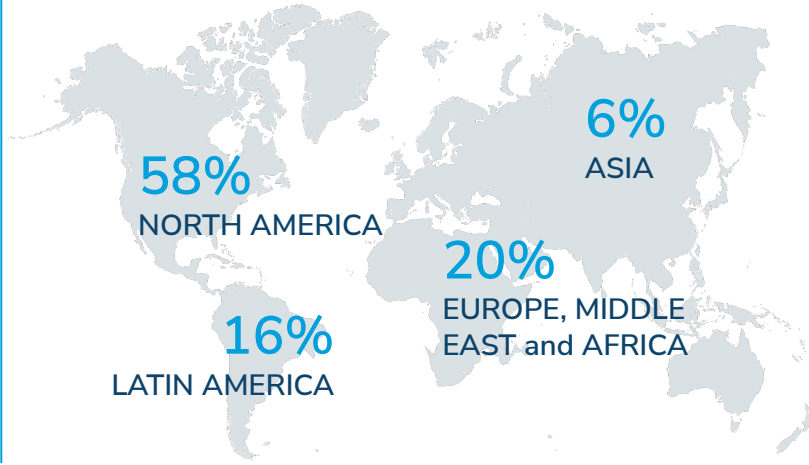 6%
ASIA
58%
NORTH AMERICA
20%
EUROPE, MIDDLE
EAST and AFRICA
16%
LATIN AMERICA